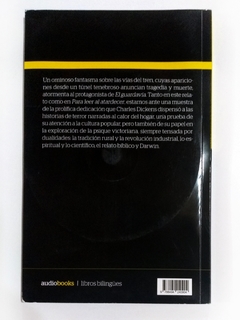 Un ominoso fantasma sobre las vías del tren, cuyas aparicio-
nes desde un túnel tenebroso anuncian tragedia y muerte,
atormenta al protagonista de El guardavía. Tanto en este rela-
to como en Para leer al atardecer, estamos ante una muestra
de la prolífica dedicación que Charles Dickens dispensó a las
historias de terror narradas al calor del hogar, una prueba de
su atención a la cultura popular, pero también de su papel en
la exploración de la psique victoriana, siempre tensada por
dualidades: la tradición rural y la revolución industrial, lo es-
piritual y lo científico, el relato bíblico y Darwin.
audiobooks | libros bilingües